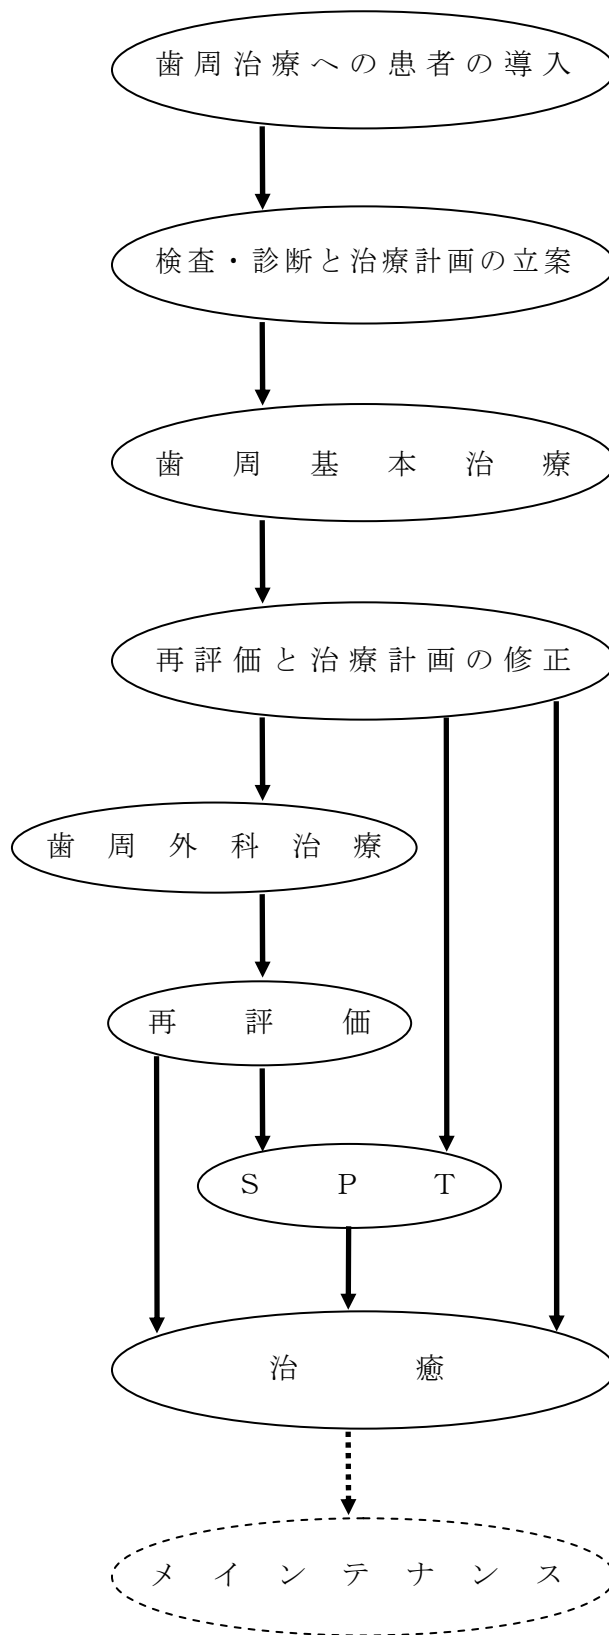 歯周治療への患者の導入
検査・診断と治療計画の立案
歯周基本治療
再評価と治療計画の修正
歯周外科治療
再評価
ＳＰＴ
治癒
メインテナンス